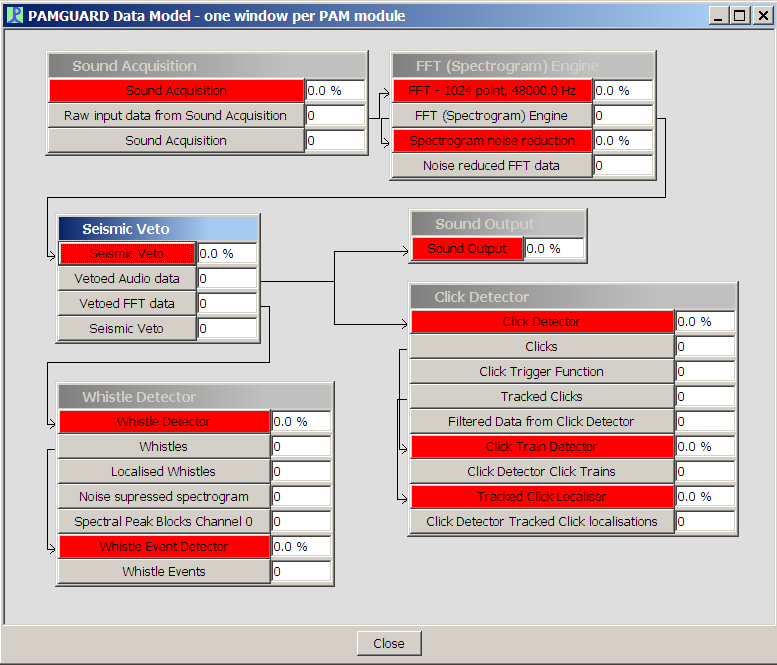 PAMGUARD Data Model - one window per PAM module
Sound Acquisition
Sound Acquisition 0.0 %
Raw input data from Sound Acquisition 0
Sound Acquisition 0
FFT (Spectrogram) Engine
FFT - 1024 point, 48000.0 Hz 0.0 %
FFT (Spectrogram) Engine 0
Spectrogram noise reduction 0.0 %
Noise reduced FFT data 0
Seismic Veto
Seismic Veto 0.0 %
Vetoed Audio data 0
Vetoed FFT data 0
Seismic Veto 0
Sound Output
Sound Output 0.0 %
Click Detector
Click Detector 0.0 %
Clicks 0
Click Trigger Function 0
Tracked Clicks 0
Filtered Data from Click Detector 0
Click Train Detector 0.0 %
Click Detector Click Trains 0
Tracked Click Localiser 0.0 %
Click Detector Tracked Click localisations 0
Whistle Detector
Whistle Detector 0.0 %
Whistles 0
Localised Whistles 0
Noise supressed spectrogram 0
Spectral Peak Blocks Channel 0 0
Whistle Event Detector 0.0 %
Whistle Events 0
Close